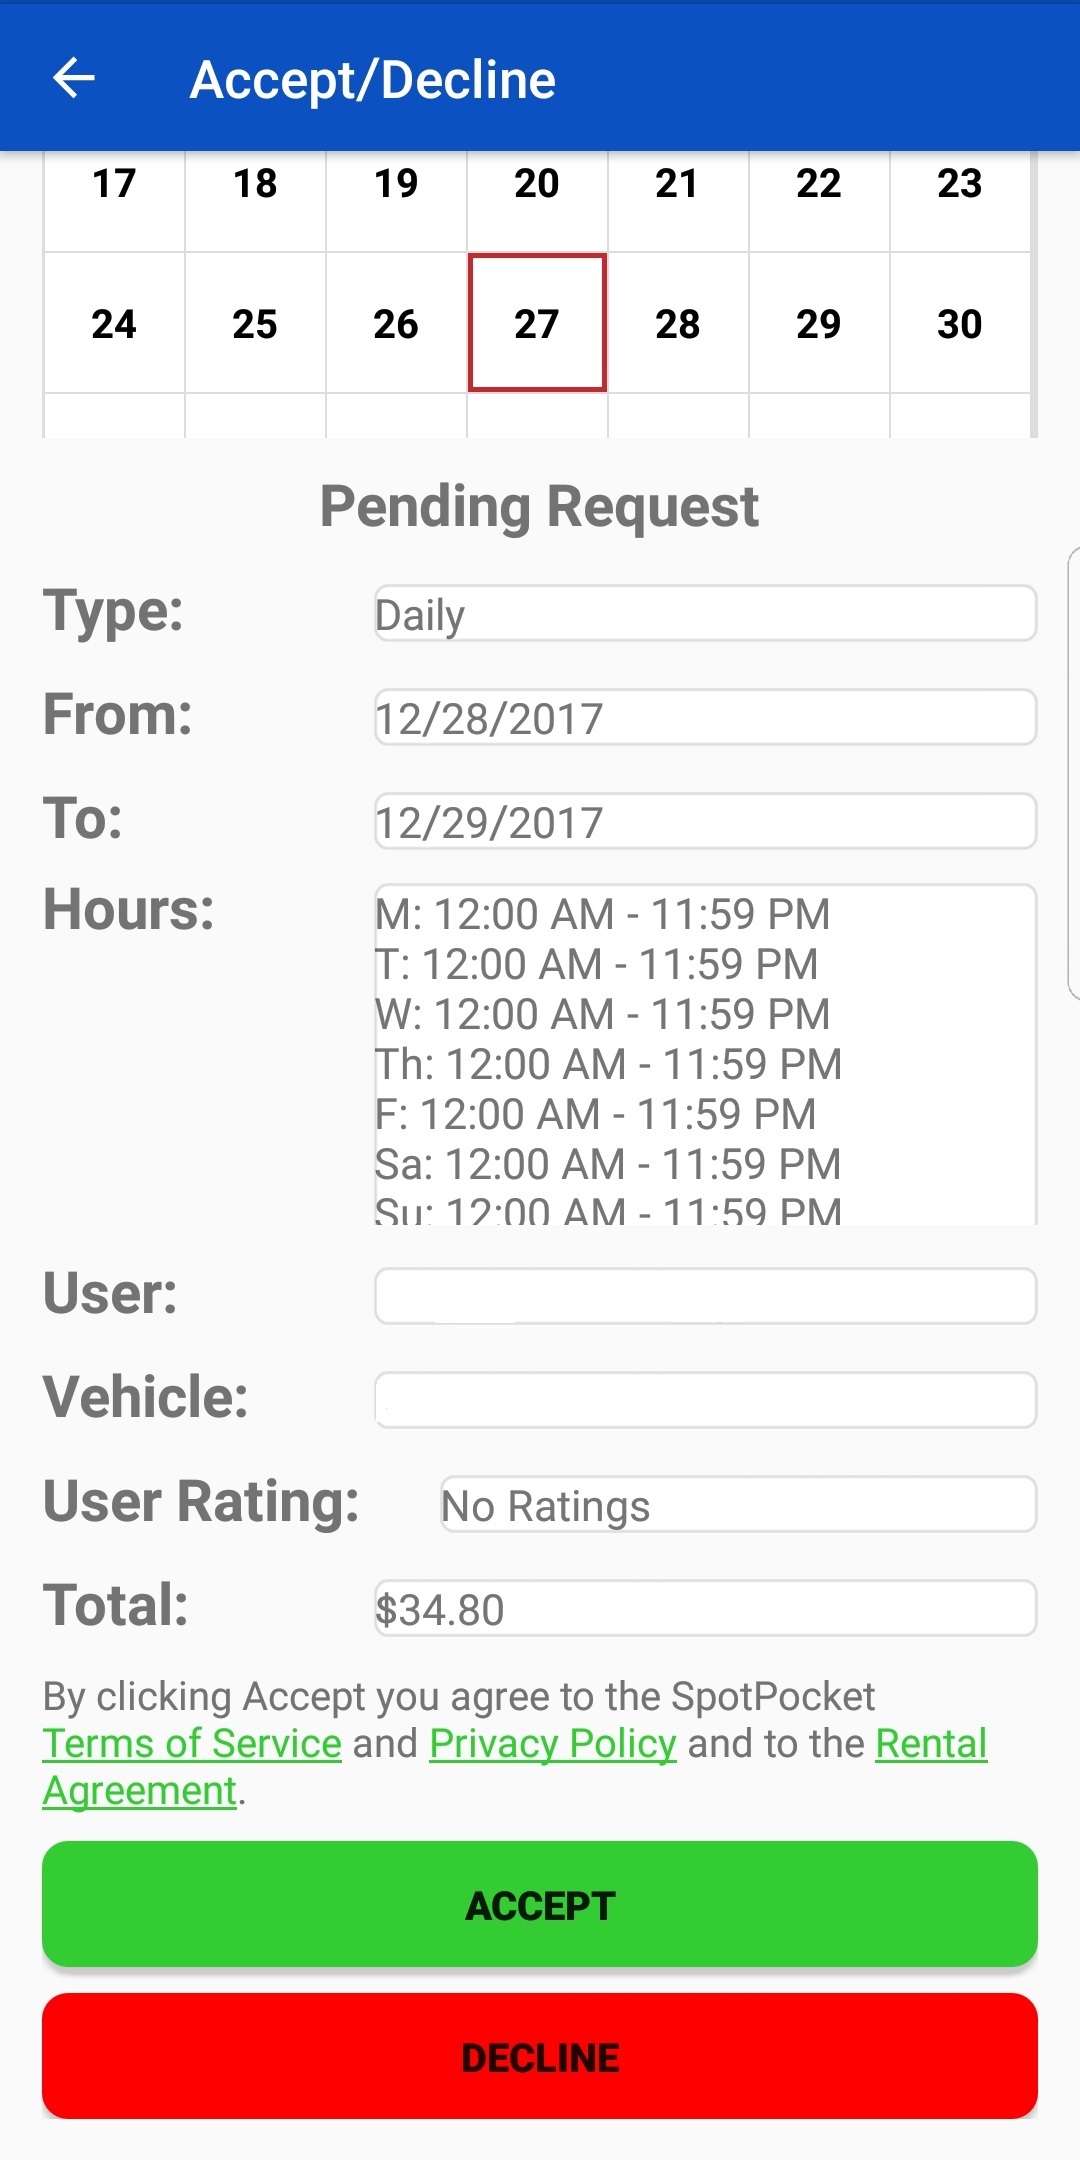 Accept/Decline
17 18 19 20 21 22 23
24 25 26 27 28 29 30
Pending Request
Type: Daily
From: 12/28/2017
To: 12/29/2017
Hours: M: 12:00 AM - 11:59 PM
T: 12:00 AM - 11:59 PM
W: 12:00 AM - 11:59 PM
Th: 12:00 AM - 11:59 PM
F: 12:00 AM - 11:59 PM
Sa: 12:00 AM - 11:59 PM
Su: 12:00 AM - 11:59 PM
User:
Vehicle:
User Rating: No Ratings
Total: $34.80
By clicking Accept you agree to the SpotPocket
Terms of Service and Privacy Policy and to the Rental
Agreement.
ACCEPT
DECLINE